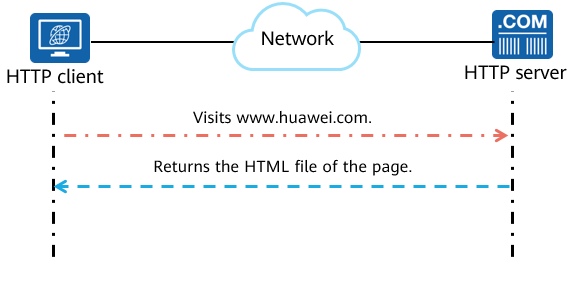 .COM
Network
HTTP client
HTTP server
Visits www.huawei.com.
Returns the HTML file of the page.